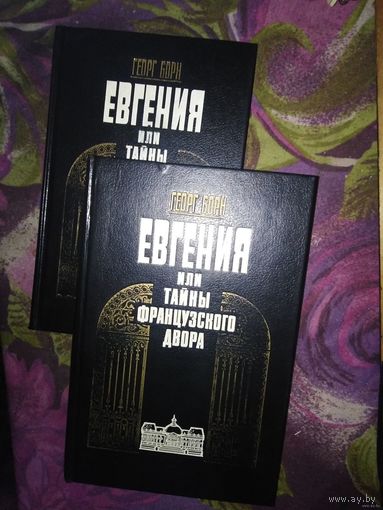 ГЕОРГ БОРН
ЕВГЕНИЯ
ИЛИ
ТАЙНЫ
ГЕОРГ БОРН
ЕВГЕНИЯ
ИЛИ
ТАЙНЫ
ФРАНЦУЗСКОГО
ДВОРА
www.ay.by